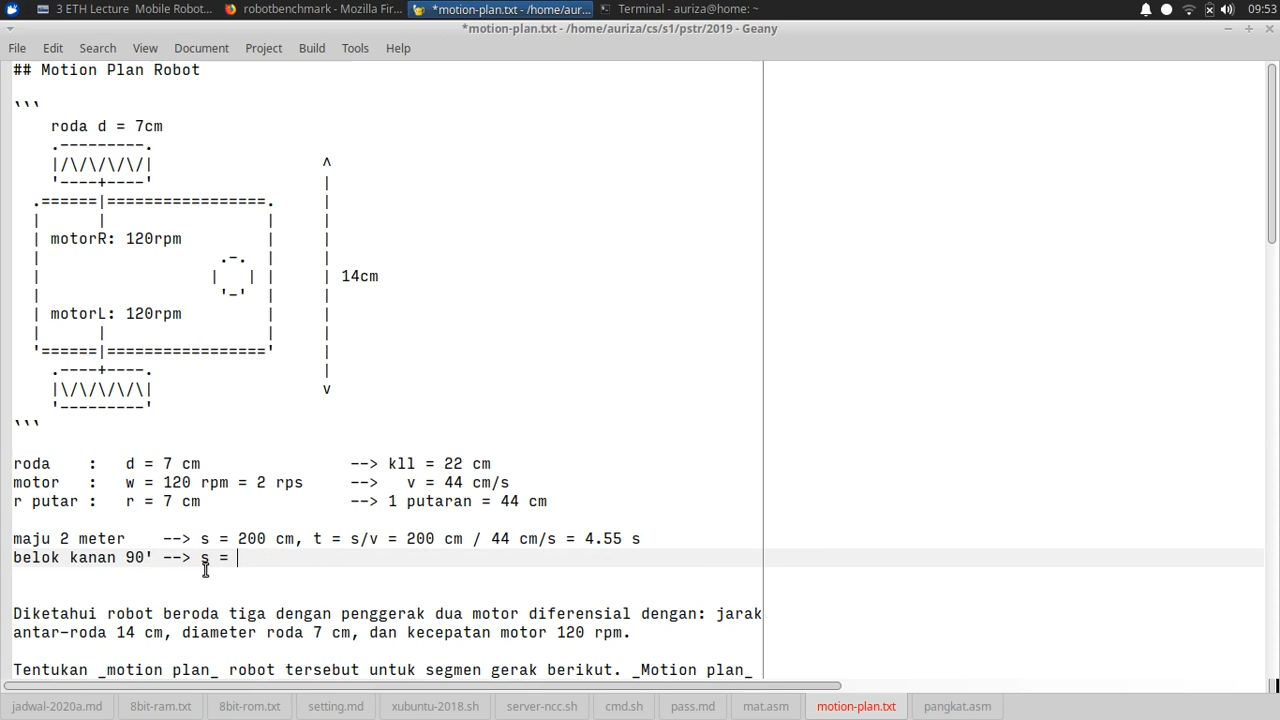 3 ETH Lecture Mobile Robot...
robotbenchmark - Mozilla Fir...
*motion-plan.txt - /home/aur...
Terminal - auriza@home: ~
09:53
*motion-plan.txt - /home/auriza/cs/s1/pstr/2019 - Geany
File Edit Search View Document Project Build Tools Help
## Motion Plan Robot
```
    roda d = 7cm
    .---------.
    |/\/\/\/\/|                   ^
    '----+----'                   |
  .======|=================.      |
  |      |                 |      |
  | motorR: 120rpm         |      |
  |                   .-.  |      |
  |                  |   | |      | 14cm
  |                   '-'  |      |
  | motorL: 120rpm         |      |
  |      |                 |      |
  '======|================='      |
    .----+----.                   |
    |\/\/\/\/\|                   v
    '---------'
```
roda    :   d = 7 cm                --> kll = 22 cm
motor   :   w = 120 rpm = 2 rps     -->   v = 44 cm/s
r putar :   r = 7 cm                --> 1 putaran = 44 cm
maju 2 meter    --> s = 200 cm, t = s/v = 200 cm / 44 cm/s = 4.55 s
belok kanan 90' --> s =
Diketahui robot beroda tiga dengan penggerak dua motor diferensial dengan: jarak
antar-roda 14 cm, diameter roda 7 cm, dan kecepatan motor 120 rpm.
Tentukan _motion plan_ robot tersebut untuk segmen gerak berikut. _Motion plan_
jadwal-2020a.md 8bit-ram.txt 8bit-rom.txt setting.md xubuntu-2018.sh server-ncc.sh cmd.sh pass.md mat.asm motion-plan.txt pangkat.asm